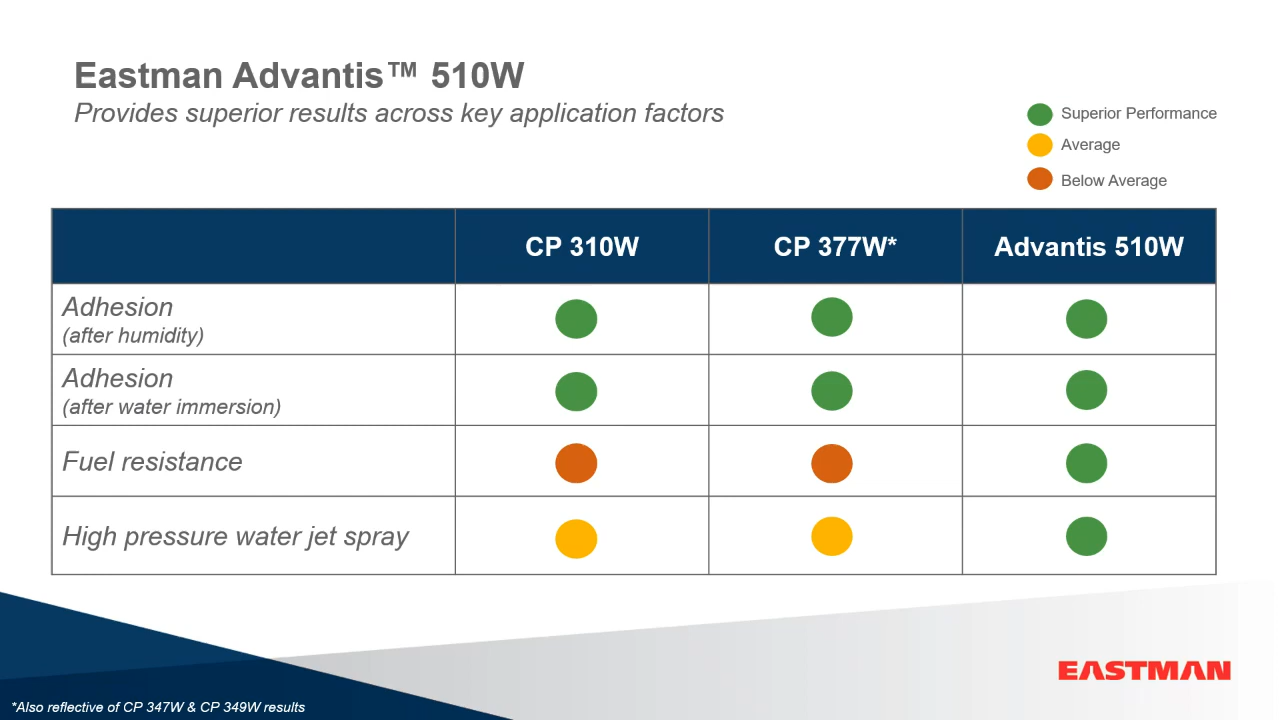 Eastman Advantis™ 510W
Provides superior results across key application factors
Superior Performance
Average
Below Average
CP 310W
CP 377W*
Advantis 510W
Adhesion
(after humidity)
Adhesion
(after water immersion)
Fuel resistance
High pressure water jet spray
EASTMAN
*Also reflective of CP 347W & CP 349W results